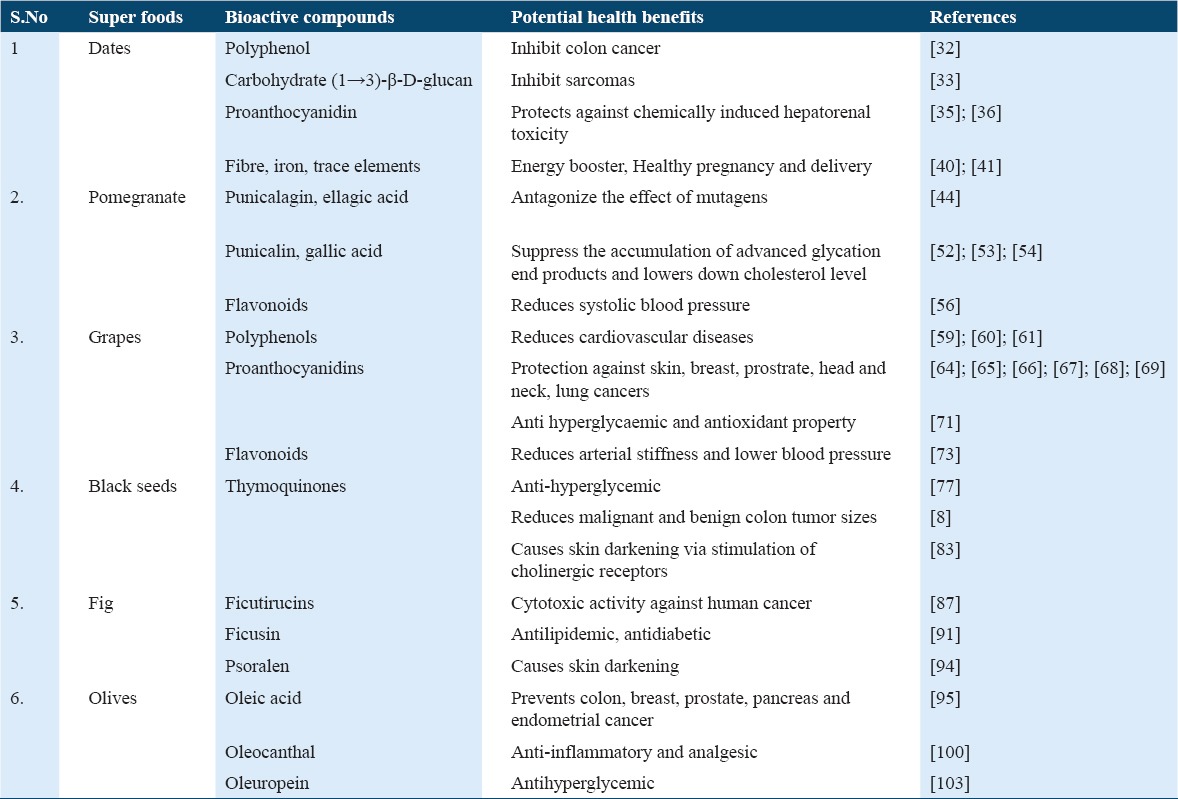 S.No Super foods Bioactive compounds Potential health benefits References
1 Dates Polyphenol Inhibit colon cancer [32]
Carbohydrate (1→3)-β-D-glucan Inhibit sarcomas [33]
Proanthocyanidin Protects against chemically induced hepatorenal [35]; [36]
toxicity
Fibre, iron, trace elements Energy booster, Healthy pregnancy and delivery [40]; [41]
2. Pomegranate Punicalagin, ellagic acid Antagonize the effect of mutagens [44]
Punicalin, gallic acid Suppress the accumulation of advanced glycation [52]; [53]; [54]
end products and lowers down cholesterol level
Flavonoids Reduces systolic blood pressure [56]
3. Grapes Polyphenols Reduces cardiovascular diseases [59]; [60]; [61]
Proanthocyanidins Protection against skin, breast, prostrate, head and [64]; [65]; [66]; [67]; [68]; [69]
neck, lung cancers
Anti hyperglycaemic and antioxidant property [71]
Flavonoids Reduces arterial stiffness and lower blood pressure [73]
4. Black seeds Thymoquinones Anti-hyperglycemic [77]
Reduces malignant and benign colon tumor sizes [8]
Causes skin darkening via stimulation of [83]
cholinergic receptors
5. Fig Ficutirucins Cytotoxic activity against human cancer [87]
Ficusin Antilipidemic, antidiabetic [91]
Psoralen Causes skin darkening [94]
6. Olives Oleic acid Prevents colon, breast, prostate, pancreas and [95]
endometrial cancer
Oleocanthal Anti-inflammatory and analgesic [100]
Oleuropein Antihyperglycemic [103]